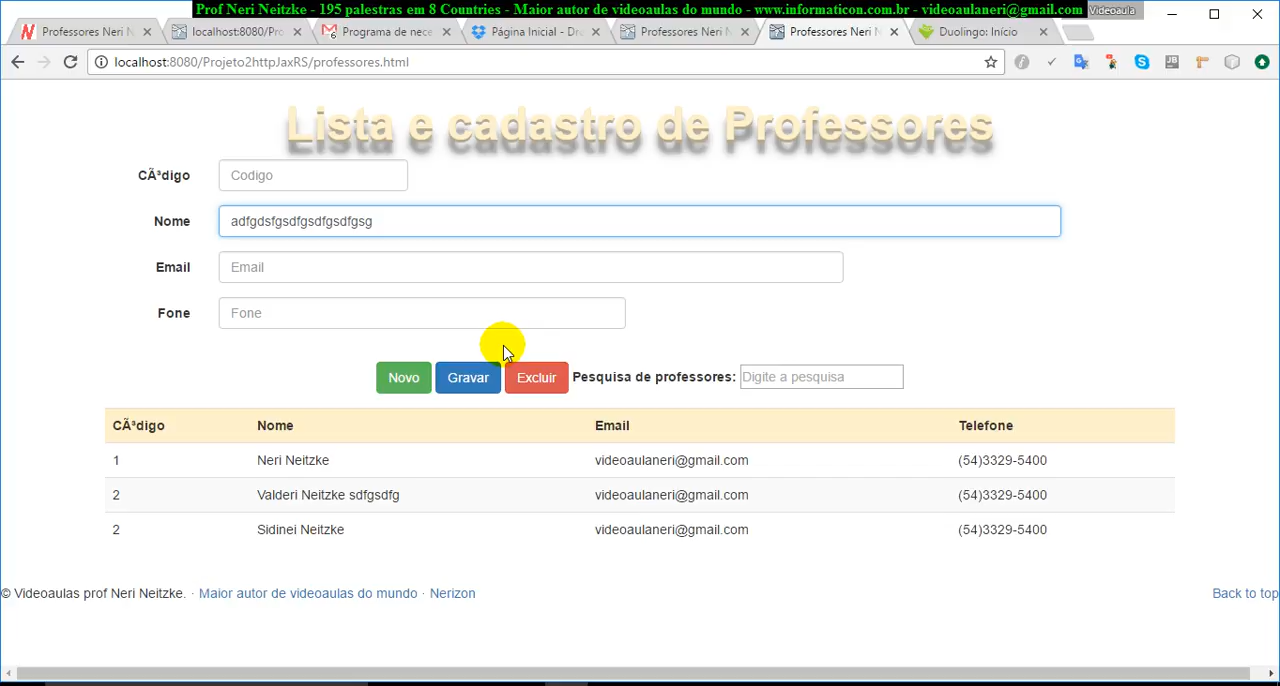 Prof Neri Neitzke - 195 palestras em 8 Countries - Maior autor de videoaulas do mundo - www.informaticon.com.br - videoaulaneri@gmail.com
Videoaula
Professores Neri N
localhost:8080/Pro
Programa de nece
Página Inicial - Dro
Professores Neri N
Professores Neri N
Duolingo: Início
localhost:8080/Projeto2httpJaxRS/professores.html
Lista e cadastro de Professores
CÃ³digo
Codigo
Nome
adfgdsfgsdfgsdfgsdfgsg
Email
Email
Fone
Fone
Novo
Gravar
Excluir
Pesquisa de professores:
Digite a pesquisa
CÃ³digo Nome Email Telefone
1 Neri Neitzke videoaulaneri@gmail.com (54)3329-5400
2 Valderi Neitzke sdfgsdfg videoaulaneri@gmail.com (54)3329-5400
2 Sidinei Neitzke videoaulaneri@gmail.com (54)3329-5400
© Videoaulas prof Neri Neitzke. · Maior autor de videoaulas do mundo · Nerizon
Back to top